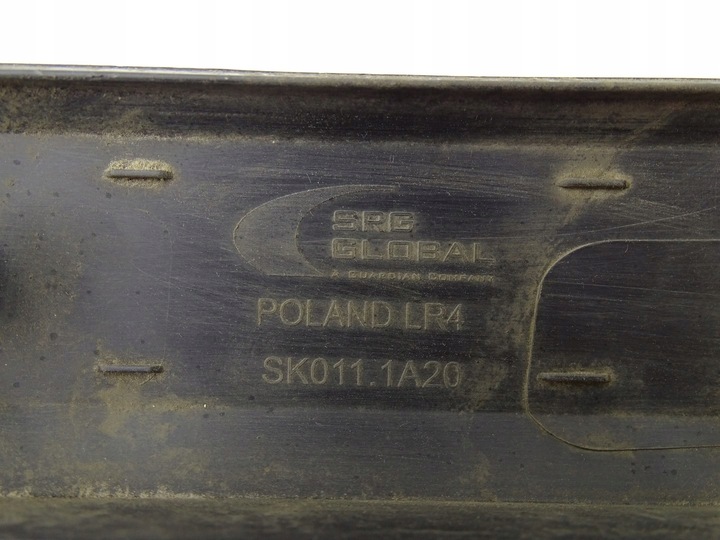 SRG
GLOBAL
A GUARDIAN COMPANY
POLAND LR4
SK011.1A20